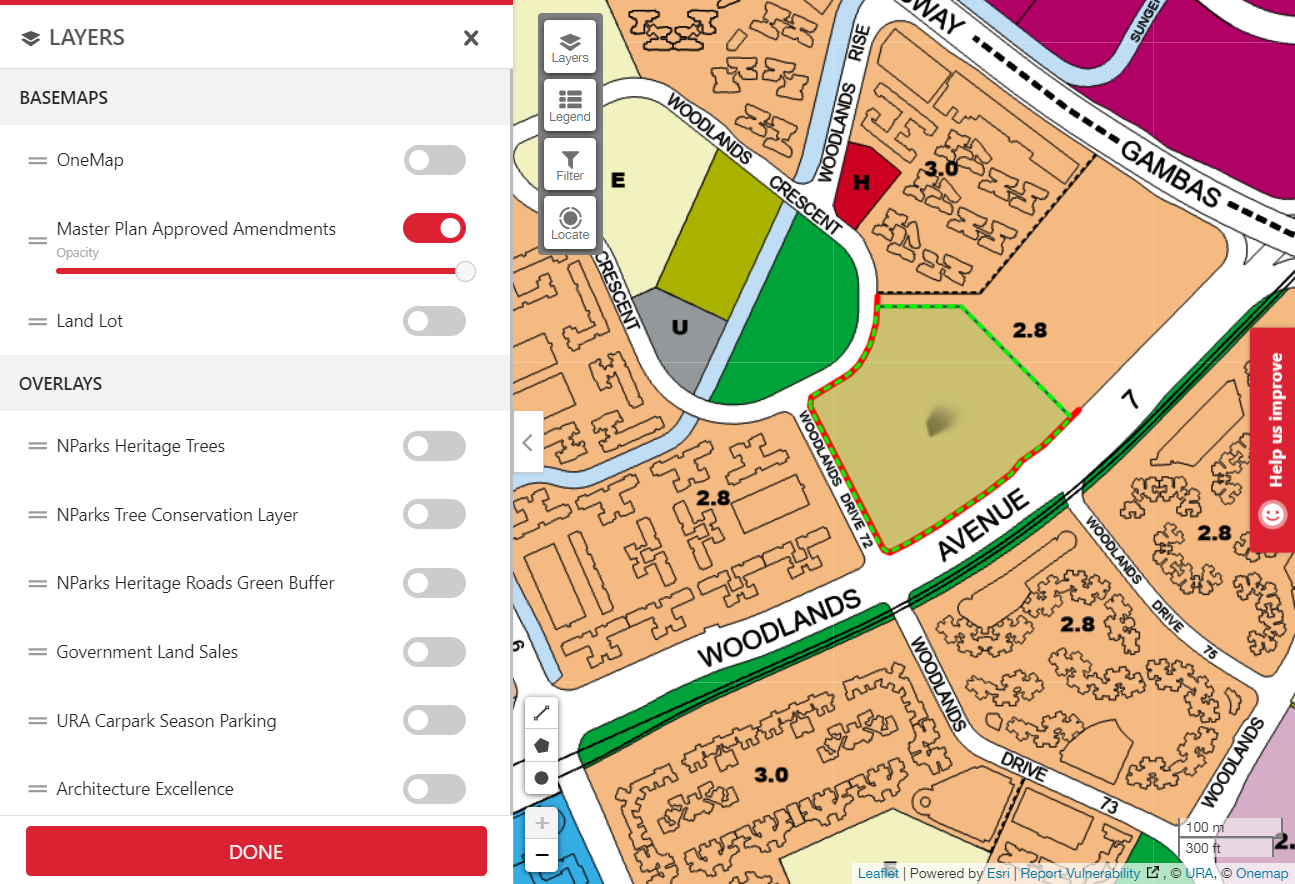 LAYERS
BASEMAPS
OneMap
Master Plan Approved Amendments
Opacity
Land Lot
OVERLAYS
NParks Heritage Trees
NParks Tree Conservation Layer
NParks Heritage Roads Green Buffer
Government Land Sales
URA Carpark Season Parking
Architecture Excellence
DONE
Layers
Legend
Filter
Locate
WOODLANDS RISE
SUNGEI
WOODLANDS CRESCENT
GAMBAS
E
H
3.0
CRESCENT
U
2.8
7
WOODLANDS DRIVE 72
2.8
WOODLANDS AVENUE
2.8
WOODLANDS DRIVE 75
2.8
6
WOODLANDS DRIVE 73
3.0
WOODLANDS
2.
Help us improve
+
−
100 m
300 ft
Leaflet | Powered by Esri | Report Vulnerability , © URA, © Onemap